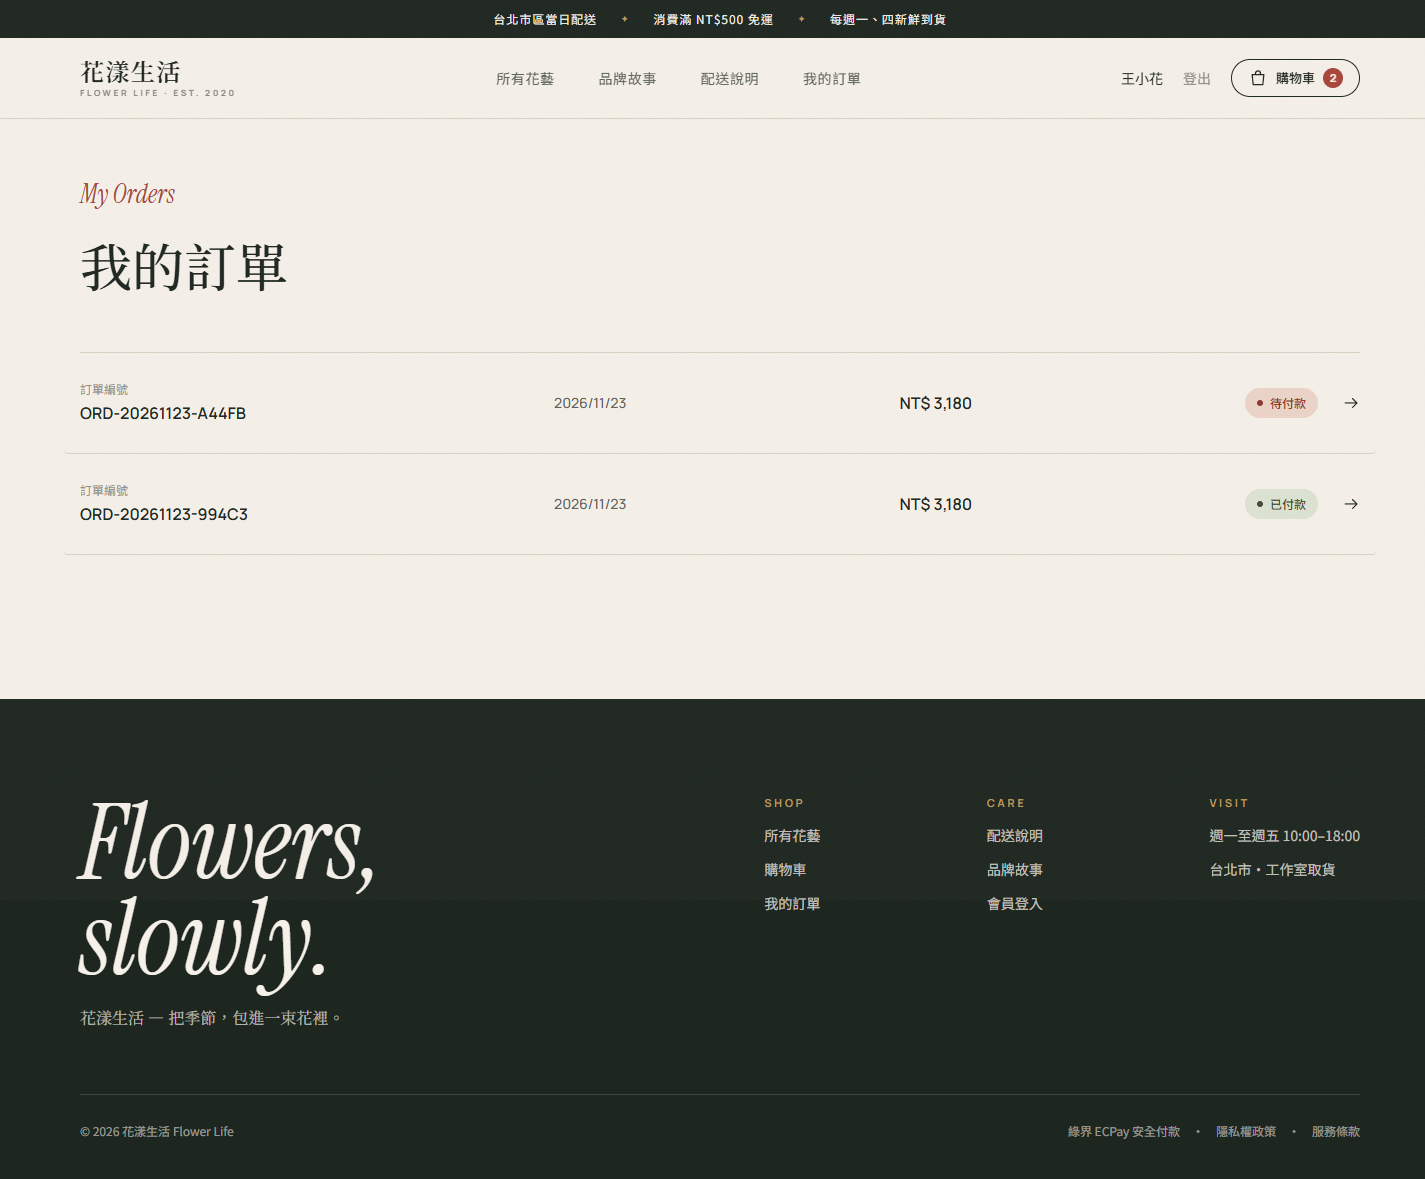 台北市區當日配送 ✦ 消費滿 NT$500 免運 ✦ 每週一、四新鮮到貨
花漾生活
FLOWER LIFE · EST. 2020
所有花藝 品牌故事 配送說明 我的訂單
王小花 登出 購物車 2
My Orders
我的訂單
訂單編號
ORD-20261123-A44FB
2026/11/23
NT$ 3,180
待付款 →
訂單編號
ORD-20261123-994C3
2026/11/23
NT$ 3,180
已付款 →
Flowers,
slowly.
花漾生活 — 把季節，包進一束花裡。
SHOP
所有花藝
購物車
我的訂單
CARE
配送說明
品牌故事
會員登入
VISIT
週一至週五 10:00–18:00
台北市・工作室取貨
© 2026 花漾生活 Flower Life
綠界 ECPay 安全付款 • 隱私權政策 • 服務條款